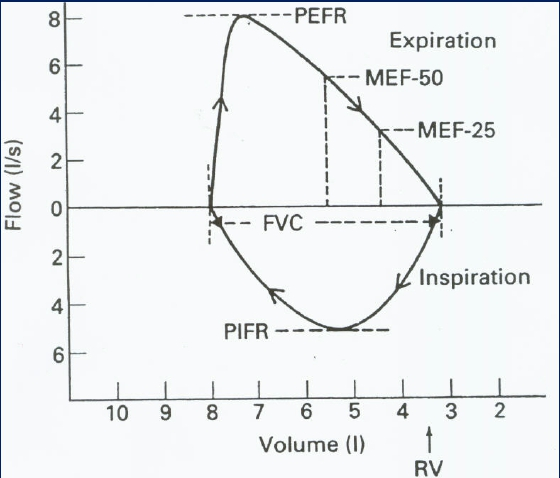 8
PEFR
Expiration
6
MEF-50
4
MEF-25
2
Flow (l/s)
0
FVC
2
Inspiration
4
PIFR
6
10 9 8 7 6 5 4 3 2
Volume (l)
RV